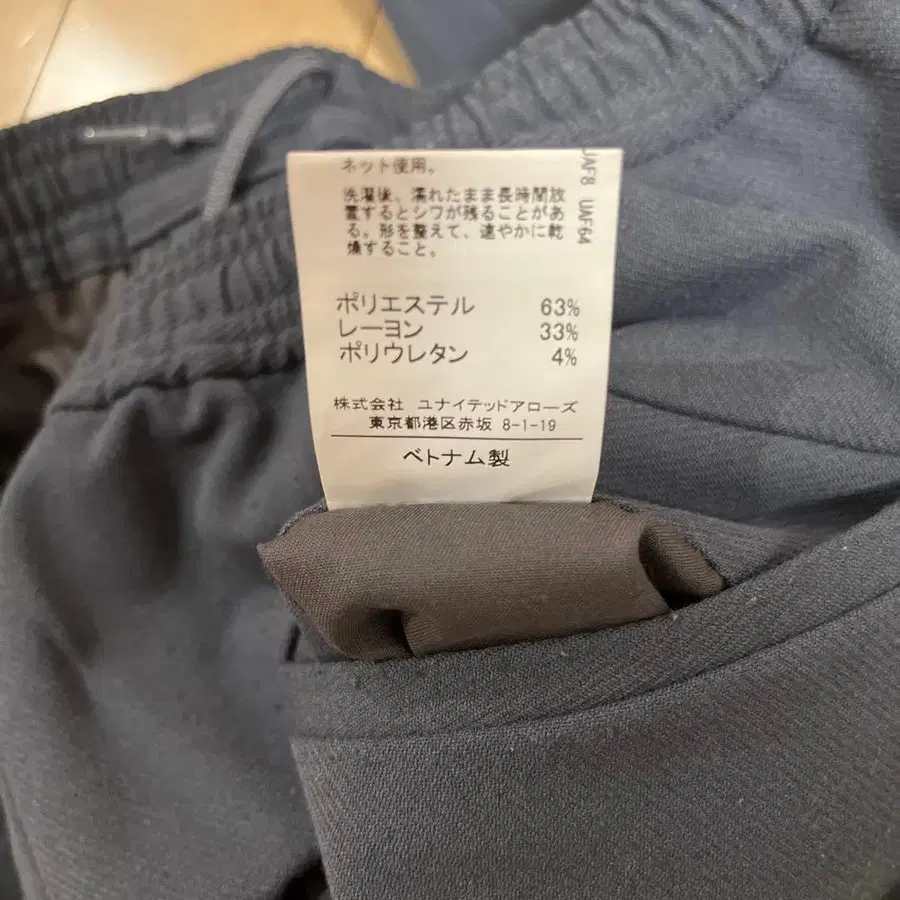 ネット使用。
洗濯後、濡れたまま長時間放
置するとシワが残ることがあ
る。形を整えて、速やかに乾
燥すること。
ポリエステル 63%
レーヨン 33%
ポリウレタン 4%
株式会社 ユナイテッドアローズ
東京都港区赤坂 8-1-19
ベトナム製
UAF8 UAF64